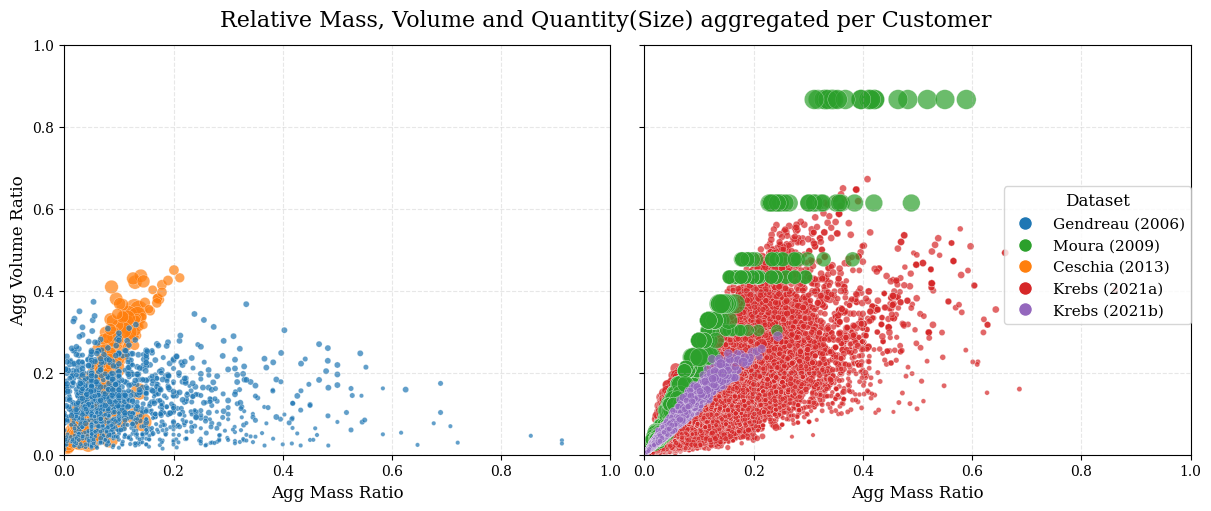 Relative Mass, Volume and Quantity(Size) aggregated per Customer
1.0
0.8
0.6
0.4
0.2
0.0
Agg Volume Ratio
0.0 0.2 0.4 0.6 0.8 1.0
Agg Mass Ratio
Dataset
Gendreau (2006)
Moura (2009)
Ceschia (2013)
Krebs (2021a)
Krebs (2021b)
0.0 0.2 0.4 0.6 0.8 1.0
Agg Mass Ratio